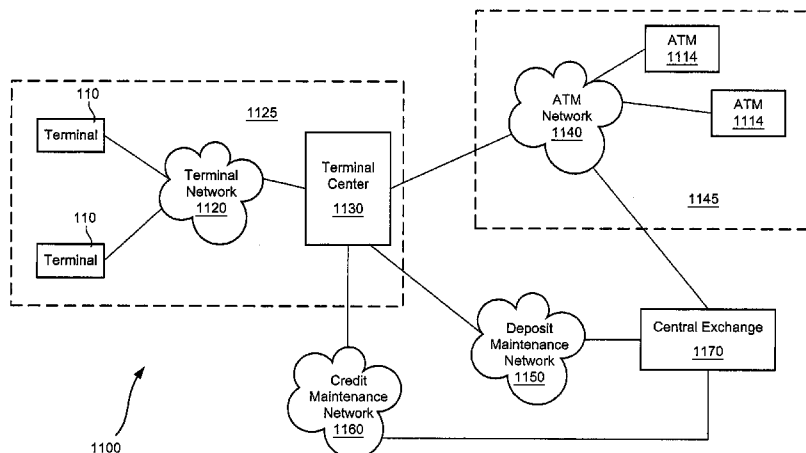 110
Terminal
110
Terminal
1125
Terminal
Network
1120
Terminal
Center
1130
ATM
1114
ATM
1114
ATM
Network
1140
1145
Deposit
Maintenance
Network
1150
Central Exchange
1170
Credit
Maintenance
Network
1160
1100